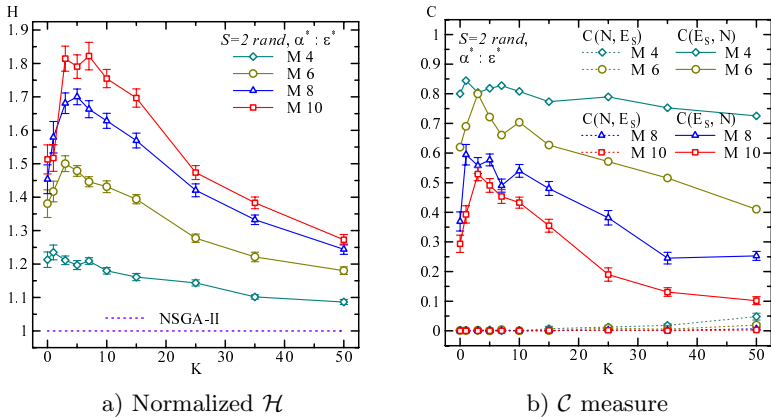 H
S=2 rand, α* : ε*
M 4
M 6
M 8
M 10
1.9
1.8
1.7
1.6
1.5
1.4
1.3
1.2
1.1
1
NSGA-II
0 10 20 30 40 50
K
a) Normalized ℋ
C
S=2 rand,
α* : ε*
C(N, E_S) C(E_S, N)
M 4 M 4
M 6 M 6
C(N, E_S) C(E_S, N)
M 8 M 8
M 10 M 10
1
0.9
0.8
0.7
0.6
0.5
0.4
0.3
0.2
0.1
0
0 10 20 30 40 50
K
b) 𝒞 measure